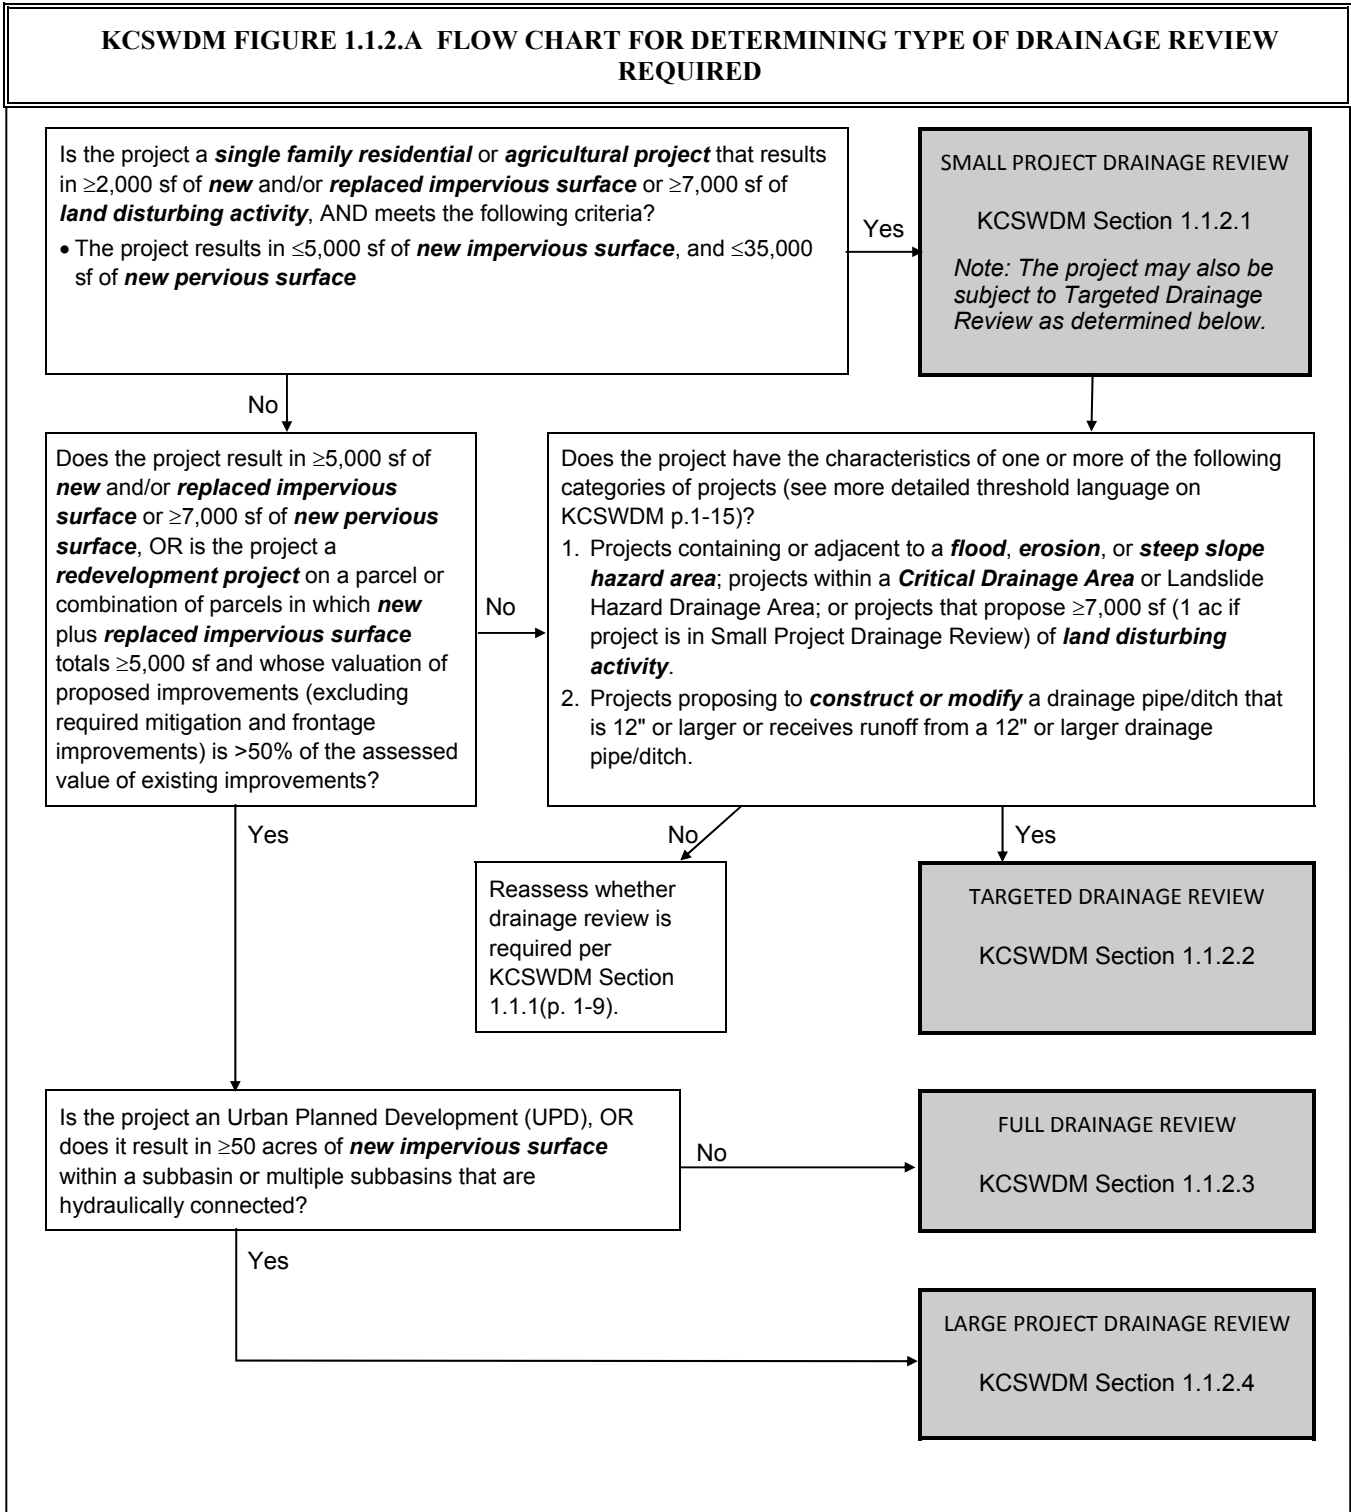 KCSWDM FIGURE 1.1.2.A FLOW CHART FOR DETERMINING TYPE OF DRAINAGE REVIEW
REQUIRED
Is the project a single family residential or agricultural project that results
in ≥2,000 sf of new and/or replaced impervious surface or ≥7,000 sf of
land disturbing activity, AND meets the following criteria?
• The project results in ≤5,000 sf of new impervious surface, and ≤35,000
sf of new pervious surface
Yes
SMALL PROJECT DRAINAGE REVIEW
KCSWDM Section 1.1.2.1
Note: The project may also be
subject to Targeted Drainage
Review as determined below.
No
Does the project result in ≥5,000 sf of
new and/or replaced impervious
surface or ≥7,000 sf of new pervious
surface, OR is the project a
redevelopment project on a parcel or
combination of parcels in which new
plus replaced impervious surface
totals ≥5,000 sf and whose valuation of
proposed improvements (excluding
required mitigation and frontage
improvements) is >50% of the assessed
value of existing improvements?
No
Does the project have the characteristics of one or more of the following
categories of projects (see more detailed threshold language on
KCSWDM p.1-15)?
1. Projects containing or adjacent to a flood, erosion, or steep slope
hazard area; projects within a Critical Drainage Area or Landslide
Hazard Drainage Area; or projects that propose ≥7,000 sf (1 ac if
project is in Small Project Drainage Review) of land disturbing
activity.
2. Projects proposing to construct or modify a drainage pipe/ditch that
is 12" or larger or receives runoff from a 12" or larger drainage
pipe/ditch.
Yes
No
Yes
Reassess whether
drainage review is
required per
KCSWDM Section
1.1.1(p. 1-9).
TARGETED DRAINAGE REVIEW
KCSWDM Section 1.1.2.2
Is the project an Urban Planned Development (UPD), OR
does it result in ≥50 acres of new impervious surface
within a subbasin or multiple subbasins that are
hydraulically connected?
No
FULL DRAINAGE REVIEW
KCSWDM Section 1.1.2.3
Yes
LARGE PROJECT DRAINAGE REVIEW
KCSWDM Section 1.1.2.4